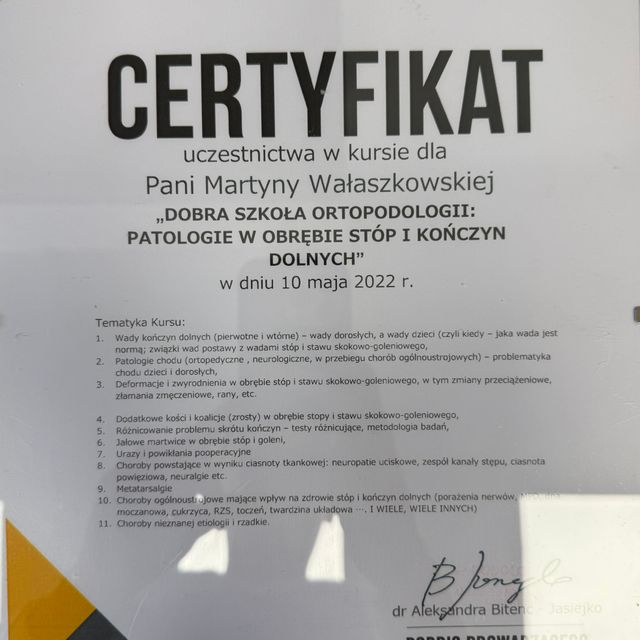 CERTYFIKAT
uczestnictwa w kursie dla
Pani Martyny Wałaszkowskiej
„DOBRA SZKOŁA ORTOPODOLOGII:
PATOLOGIE W OBRĘBIE STÓP I KOŃCZYN
DOLNYCH”
w dniu 10 maja 2022 r.
Tematyka Kursu:
1. Wady kończyn dolnych (pierwotne i wtórne) – wady dorosłych, a wady dzieci (czyli kiedy – jaka wada jest
normą; związki wad postawy z wadami stóp i stawu skokowo-goleniowego,
2. Patologie chodu (ortopedyczne , neurologiczne, w przebiegu chorób ogólnoustrojowych) – problematyka
chodu dzieci i dorosłych,
3. Deformacje i zwyrodnienia w obrębie stóp i stawu skokowo-goleniowego, w tym zmiany przeciążeniowe,
złamania zmęczeniowe, rany, etc.
4. Dodatkowe kości i koalicje (zrosty) w obrębie stopy i stawu skokowo-goleniowego,
5. Różnicowanie problemu skrótu kończyn – testy różnicujące, metodologia badań,
6. Jałowe martwice w obrębie stóp i goleni,
7. Urazy i powikłania pooperacyjne
8. Choroby powstające w wyniku ciasnoty tkankowej: neuropatie uciskowe, zespół kanały stępu, ciasnota
powięziowa, neuralgie etc.
9. Metatarsalgie
10. Choroby ogólnoustrojowe mające wpływ na zdrowie stóp i kończyn dolnych (porażenia nerwów,
moczanowa, cukrzyca, RZS, toczeń, twardzina układowa ..., I WIELE, WIELE INNYCH)
11. Choroby nieznanej etiologii i rzadkie.
dr Aleksandra Bitenc - Jasiejko